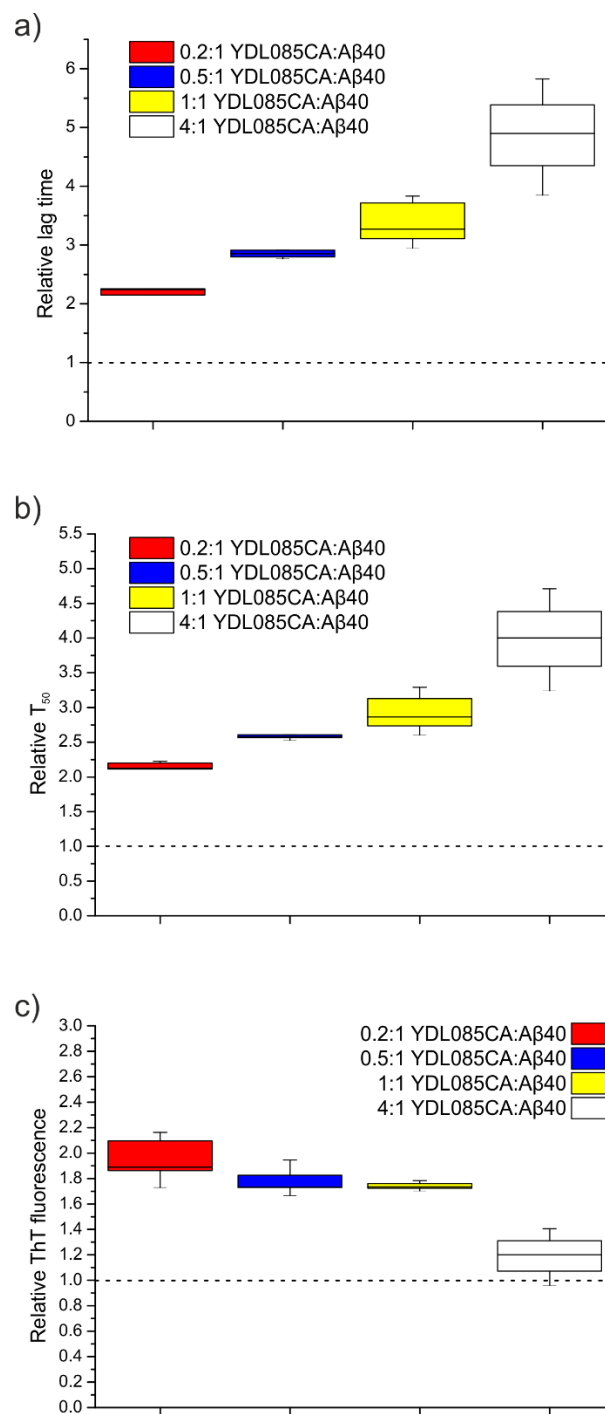 a)
0.2:1 YDL085CA:Aβ40
0.5:1 YDL085CA:Aβ40
1:1 YDL085CA:Aβ40
4:1 YDL085CA:Aβ40
Relative lag time
6
5
4
3
2
1
0
b)
0.2:1 YDL085CA:Aβ40
0.5:1 YDL085CA:Aβ40
1:1 YDL085CA:Aβ40
4:1 YDL085CA:Aβ40
Relative T₅₀
5.5
5.0
4.5
4.0
3.5
3.0
2.5
2.0
1.5
1.0
0.5
0.0
c)
0.2:1 YDL085CA:Aβ40
0.5:1 YDL085CA:Aβ40
1:1 YDL085CA:Aβ40
4:1 YDL085CA:Aβ40
Relative ThT fluorescence
3.0
2.8
2.6
2.4
2.2
2.0
1.8
1.6
1.4
1.2
1.0
0.8
0.6
0.4
0.2
0.0